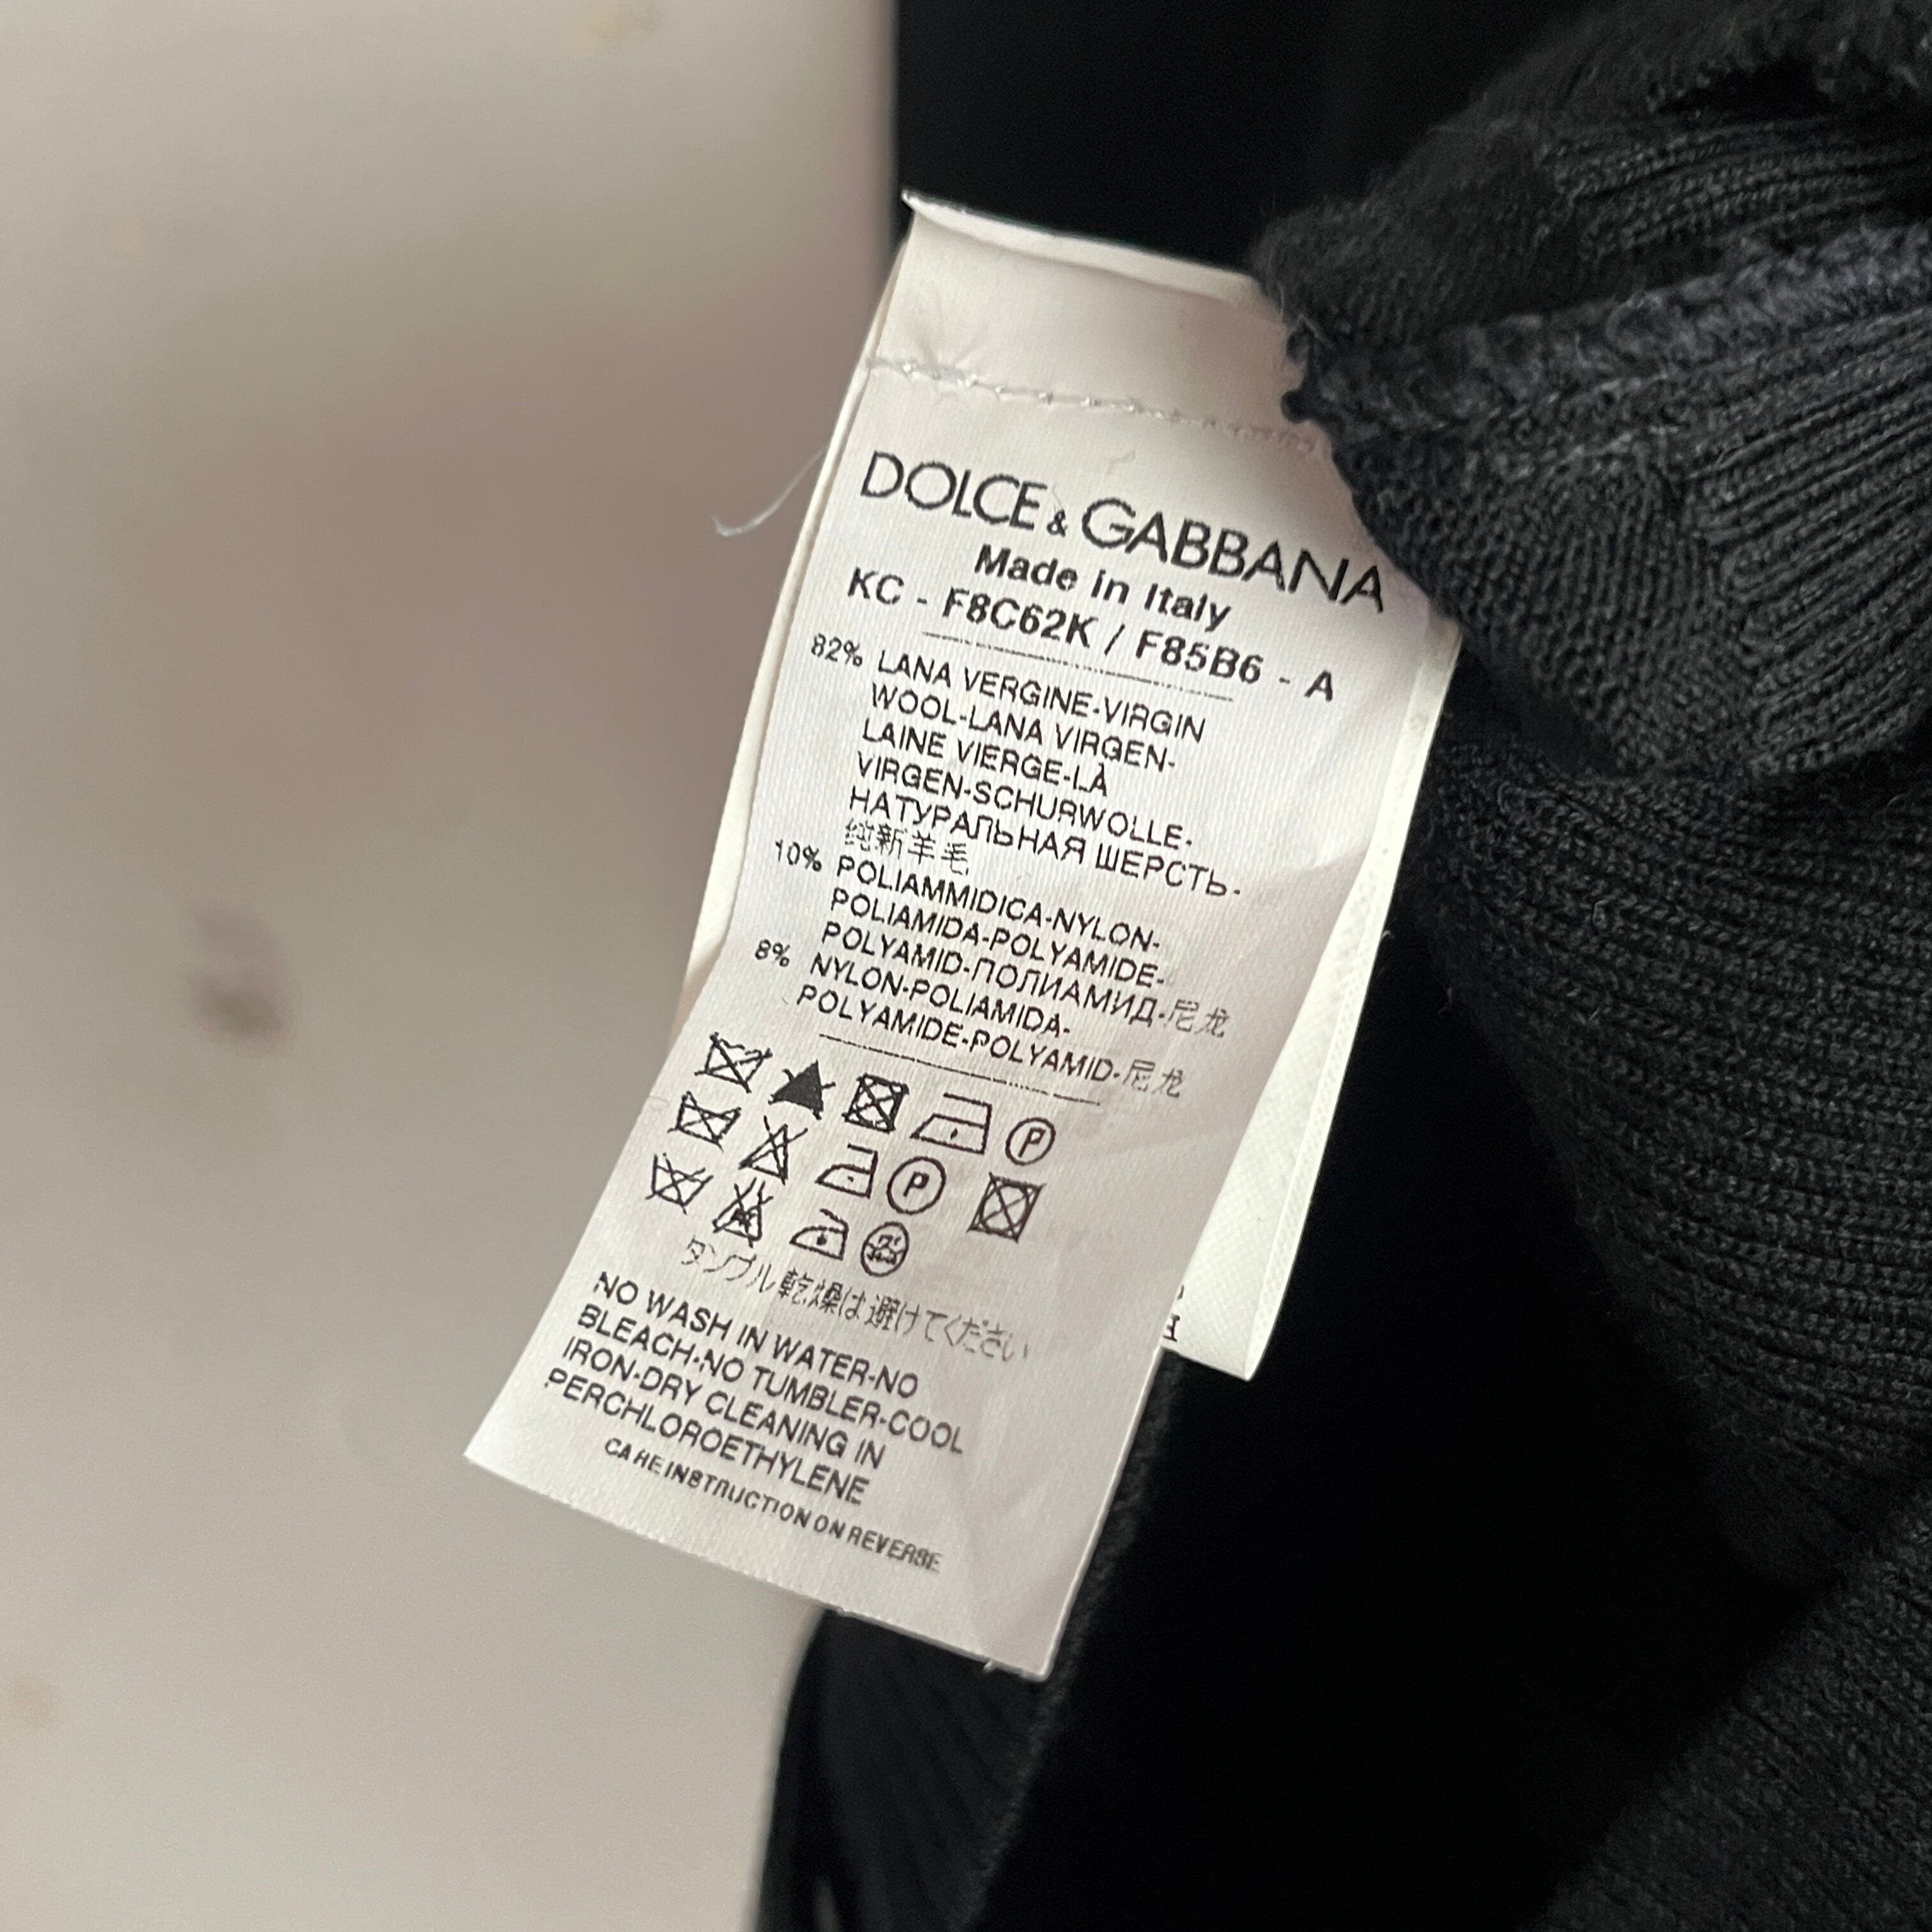 DOLCE & GABBANA
Made in Italy
KC - F8C62K / F85B6 - A
82% LANA VERGINE-VIRGIN
WOOL-LANA VIRGEN-
LAINE VIERGE-LÀ
VIRGEN-SCHURWOLLE-
НАТУРАЛЬНАЯ ШЕРСТЬ-
纯新羊毛
10% POLIAMMIDICA-NYLON-
POLIAMIDA-POLYAMIDE-
POLYAMID-ПОЛИАМИД-尼龙
8% NYLON-POLIAMIDA-
POLYAMIDE-POLYAMID-尼龙
P
P
タンブル乾燥は避けてください
NO WASH IN WATER-NO
BLEACH-NO TUMBLER-COOL
IRON-DRY CLEANING IN
PERCHLOROETHYLENE
CARE INSTRUCTION ON REVERSE